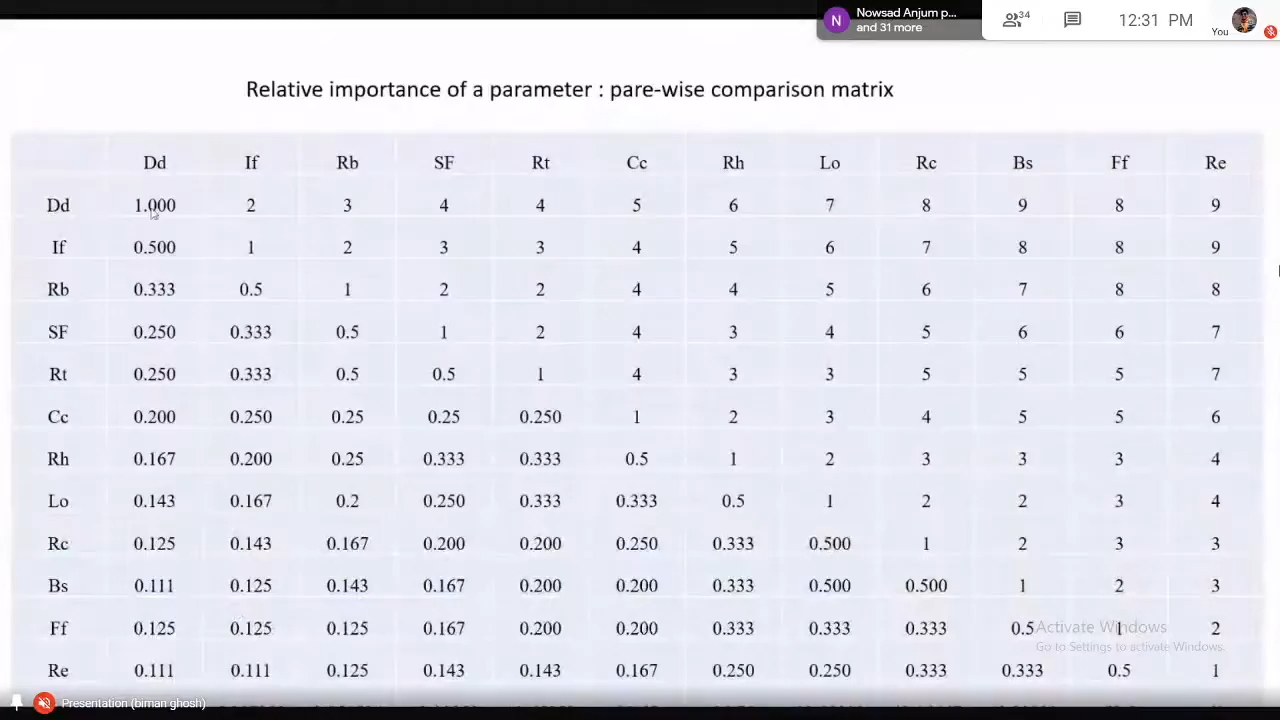 Nowsad Anjum p...
and 31 more
N
34
12:31 PM
You
Relative importance of a parameter : pare-wise comparison matrix
Dd If Rb SF Rt Cc Rh Lo Rc Bs Ff Re
Dd 1.000 2 3 4 4 5 6 7 8 9 8 9
If 0.500 1 2 3 3 4 5 6 7 8 8 9
Rb 0.333 0.5 1 2 2 4 4 5 6 7 8 8
SF 0.250 0.333 0.5 1 2 4 3 4 5 6 6 7
Rt 0.250 0.333 0.5 0.5 1 4 3 3 5 5 5 7
Cc 0.200 0.250 0.25 0.25 0.250 1 2 3 4 5 5 6
Rh 0.167 0.200 0.25 0.333 0.333 0.5 1 2 3 3 3 4
Lo 0.143 0.167 0.2 0.250 0.333 0.333 0.5 1 2 2 3 4
Rc 0.125 0.143 0.167 0.200 0.200 0.250 0.333 0.500 1 2 3 3
Bs 0.111 0.125 0.143 0.167 0.200 0.200 0.333 0.500 0.500 1 2 3
Ff 0.125 0.125 0.125 0.167 0.200 0.200 0.333 0.333 0.333 0.5 1 2
Activate Windows
Go to Settings to activate Windows.
Re 0.111 0.111 0.125 0.143 0.143 0.167 0.250 0.250 0.333 0.333 0.5 1
Presentation (biman ghosh)